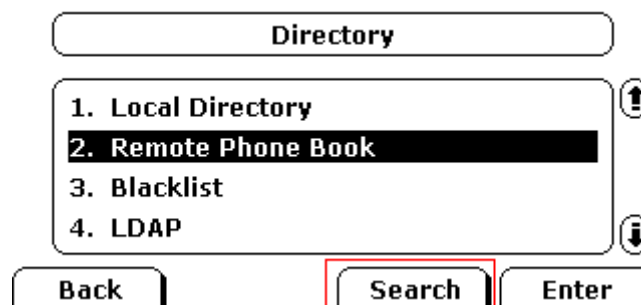 Directory
1. Local Directory
2. Remote Phone Book
3. Blacklist
4. LDAP
Back Search Enter